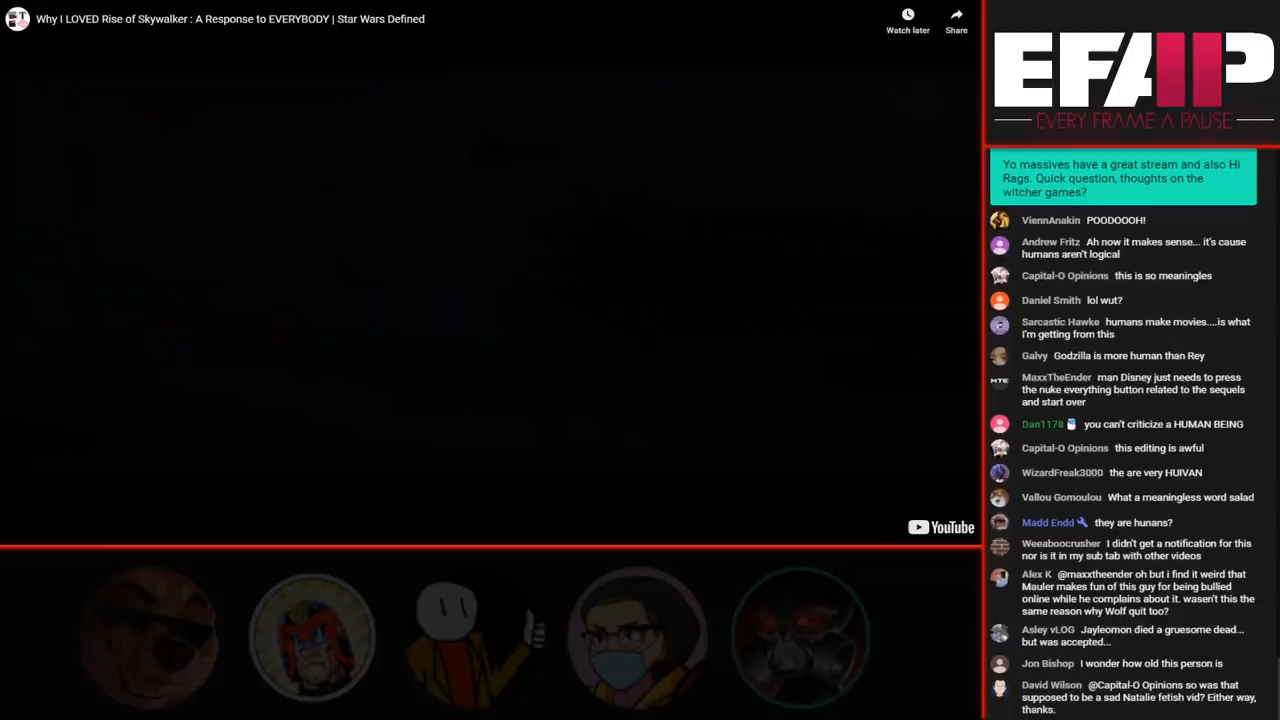 Why I LOVED Rise of Skywalker : A Response to EVERYBODY | Star Wars Defined
Watch later
Share
YouTube
EFAP
EVERY FRAME A PAUSE
Yo massives have a great stream and also Hi
Rags. Quick question, thoughts on the
witcher games?
ViennAnakin POODOOOH!
Andrew Fritz Ah now it makes sense... it's cause
humans aren't logical
Capital-O Opinions this is so meaningles
Daniel Smith lol wut?
Sarcastic Hawke humans make movies....is what
I'm getting from this
Galvy Godzilla is more human than Rey
MTE
MaxxTheEnder man Disney just needs to press
the nuke everything button related to the sequels
and start over
Dan1178 you can't criticize a HUMAN BEING
Capital-O Opinions this editing is awful
WizardFreak3000 the are very HUIVAN
Vallou Gomoulou What a meaningless word salad
Madd Endd they are hunans?
Weeaboocrusher I didn't get a notification for this
nor is it in my sub tab with other videos
Alex K @maxxtheender oh but i find it weird that
Mauler makes fun of this guy for being bullied
online while he complains about it. wasen't this the
same reason why Wolf quit too?
Asley vLOG Jayleomon died a gruesome dead...
but was accepted...
Jon Bishop I wonder how old this person is
David Wilson @Capital-O Opinions so was that
supposed to be a sad Natalie fetish vid? Either way,
thanks.